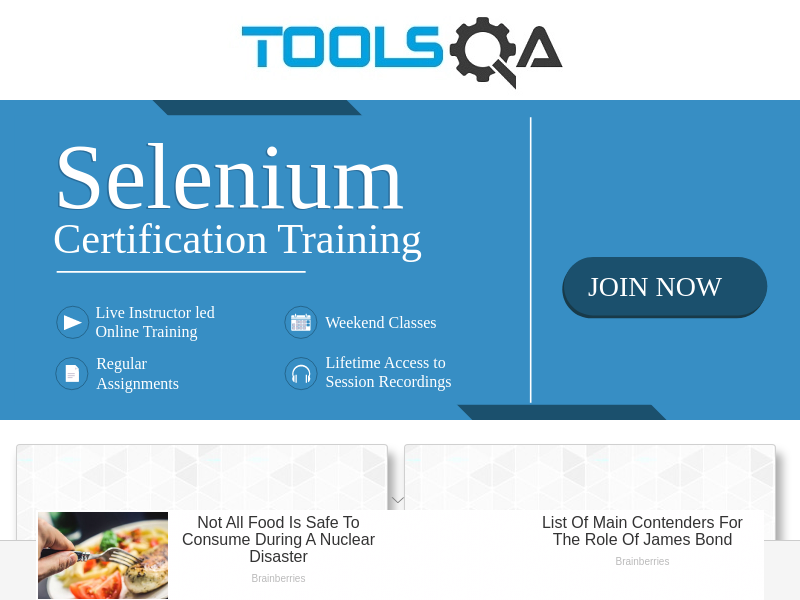 TOOLSQA
Selenium
Certification Training
JOIN NOW
Live Instructor led
Online Training
Weekend Classes
Regular
Assignments
Lifetime Access to
Session Recordings
Not All Food Is Safe To
Consume During A Nuclear
Disaster
Brainberries
List Of Main Contenders For
The Role Of James Bond
Brainberries